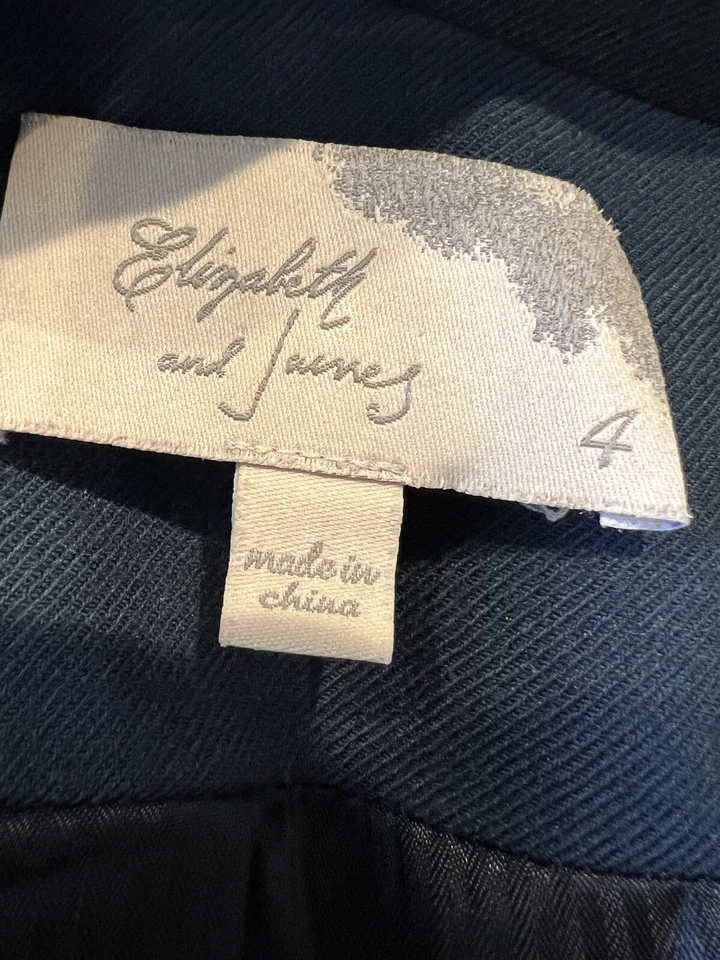 Elizabeth
and James
4
made in
china